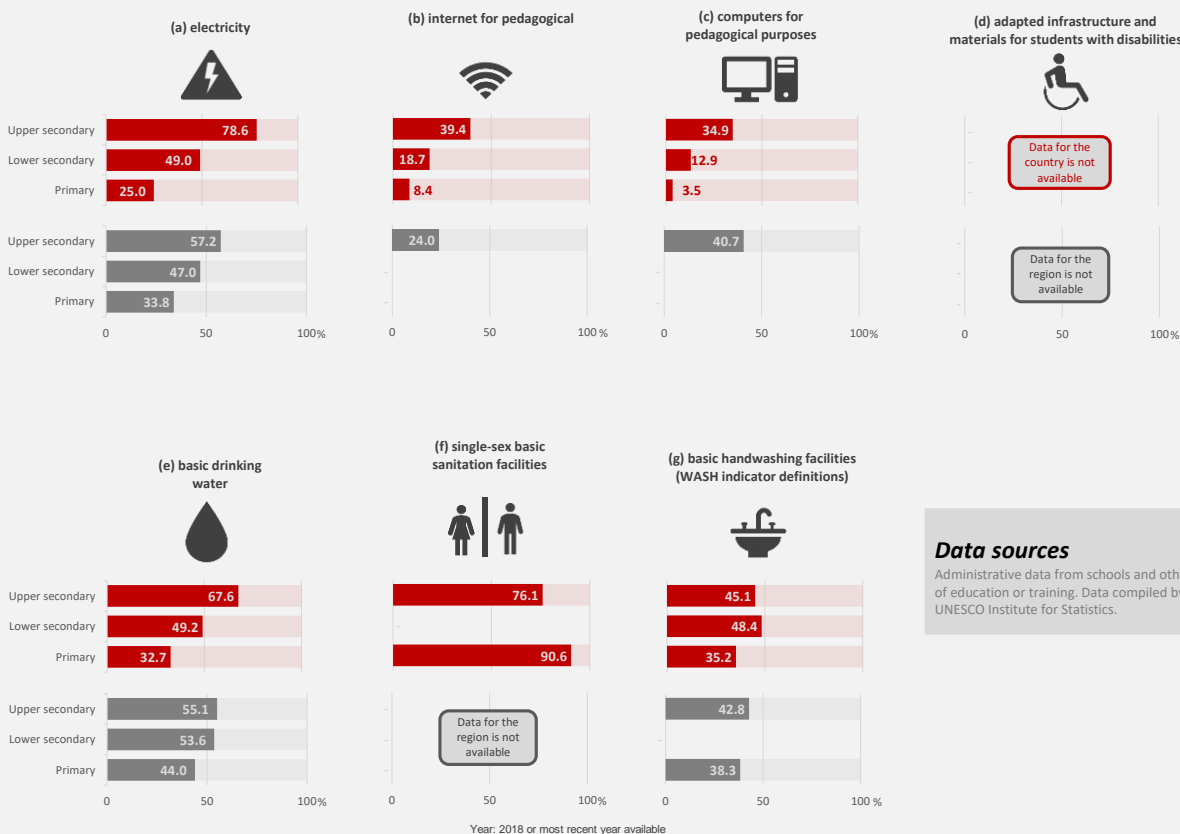 (a) electricity
(b) internet for pedagogical
(c) computers for
pedagogical purposes
(d) adapted infrastructure and
materials for students with disabilities
Upper secondary
78.6
39.4
34.9
Lower secondary
49.0
18.7
12.9
Primary
25.0
8.4
3.5
Data for the
country is not
available
Upper secondary
57.2
24.0
40.7
Lower secondary
47.0
Primary
33.8
Data for the
region is not
available
0 50 100%
0 50 100%
0 50 100%
0 50 100%
(e) basic drinking
water
(f) single-sex basic
sanitation facilities
(g) basic handwashing facilities
(WASH indicator definitions)
Upper secondary
67.6
76.1
45.1
Lower secondary
49.2
48.4
Primary
32.7
90.6
35.2
Upper secondary
55.1
42.8
Lower secondary
53.6
Primary
44.0
38.3
Data for the
region is not
available
0 50 100%
0 50 100%
0 50 100 %
Data sources
Administrative data from schools and oth
of education or training. Data compiled by
UNESCO Institute for Statistics.
Year: 2018 or most recent year available